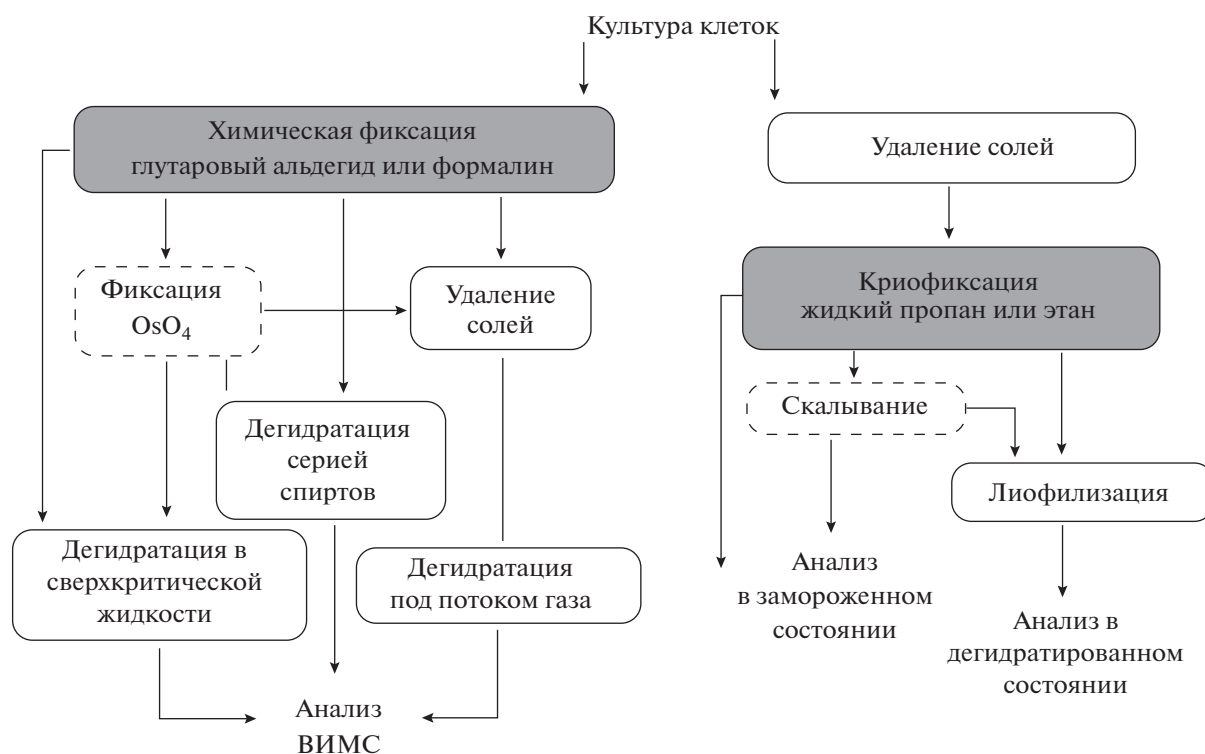 Культура клеток
Химическая фиксация
глутаровый альдегид или формалин
Удаление солей
Фиксация
OsO4
Удаление
солей
Криофиксация
жидкий пропан или этан
Скалывание
Дегидратация
серией
спиртов
Лиофилизация
Дегидратация в
сверхкритической
жидкости
Дегидратация
под потоком газа
Анализ
в замороженном
состоянии
Анализ в
дегидратированном
состоянии
Анализ
ВИМС